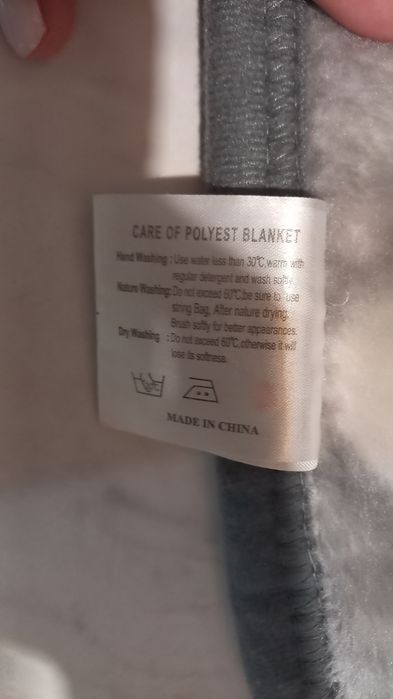 CARE OF POLYEST BLANKET
Hand Washing : Use water less than 30℃,warm with
regular detergent and wash softly.
Nature Washing: Do not exceed 60℃,be sure to use
string Bag, After nature drying,
Brush softly for better appearances.
Dry Washing : Do not exceed 60℃,otherwise it will
lose its softness.
MADE IN CHINA